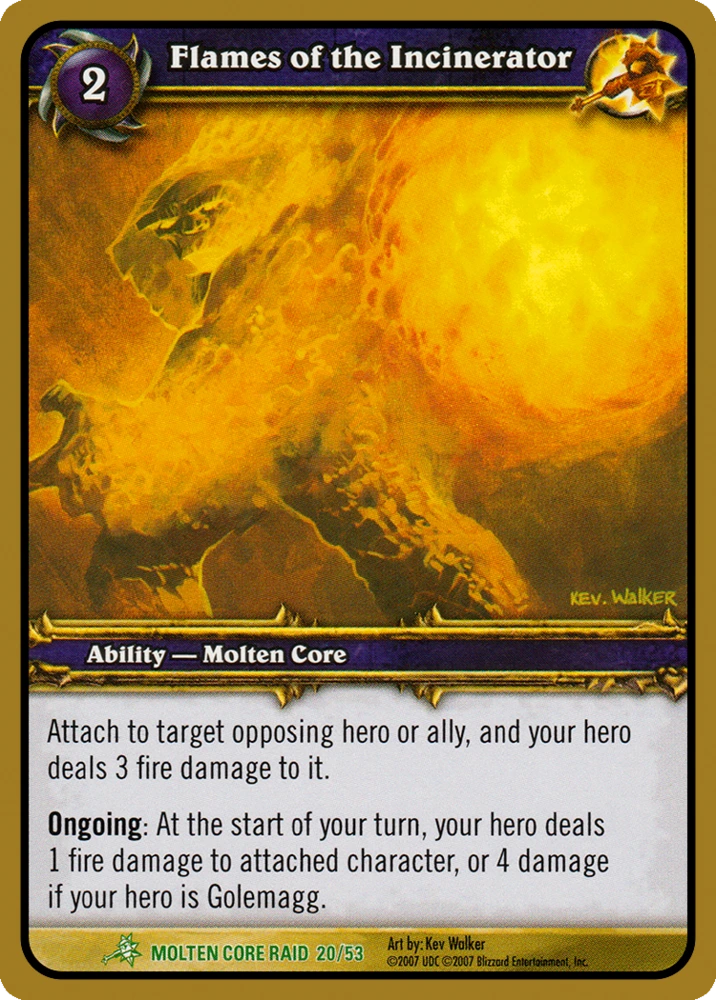 2
Flames of the Incinerator
KEV. WALKER
Ability — Molten Core
Attach to target opposing hero or ally, and your hero
deals 3 fire damage to it.
Ongoing: At the start of your turn, your hero deals
1 fire damage to attached character, or 4 damage
if your hero is Golemagg.
MOLTEN CORE RAID 20/53
Art by: Kev Walker
©2007 UDC ©2007 Blizzard Entertainment, Inc.